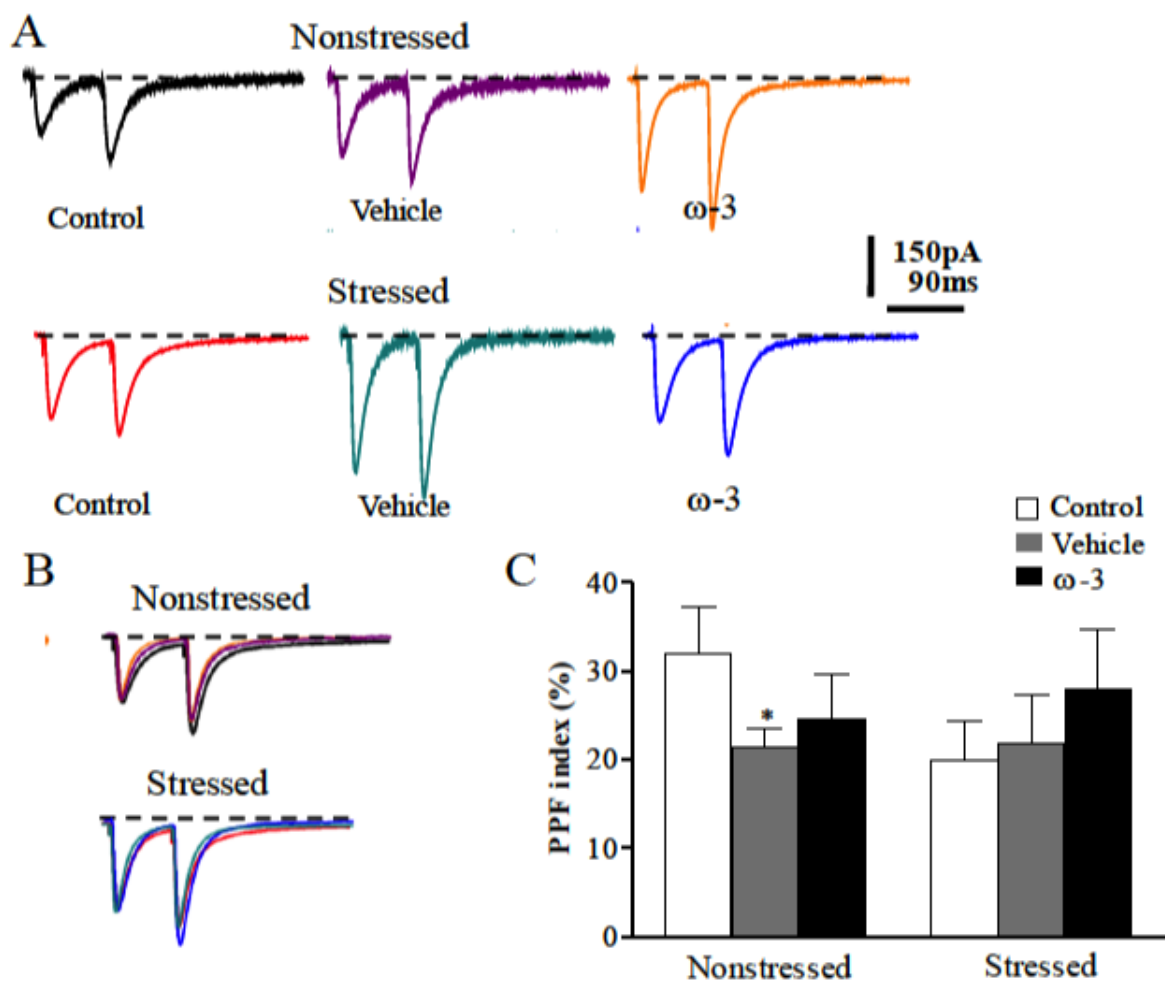 A
Nonstressed
Control
Vehicle
ω-3
150pA
90ms
Stressed
Control
Vehicle
ω-3
B
Nonstressed
Stressed
C
Control
Vehicle
ω-3
PPF index (%)
40
30
20
10
0
*
Nonstressed
Stressed